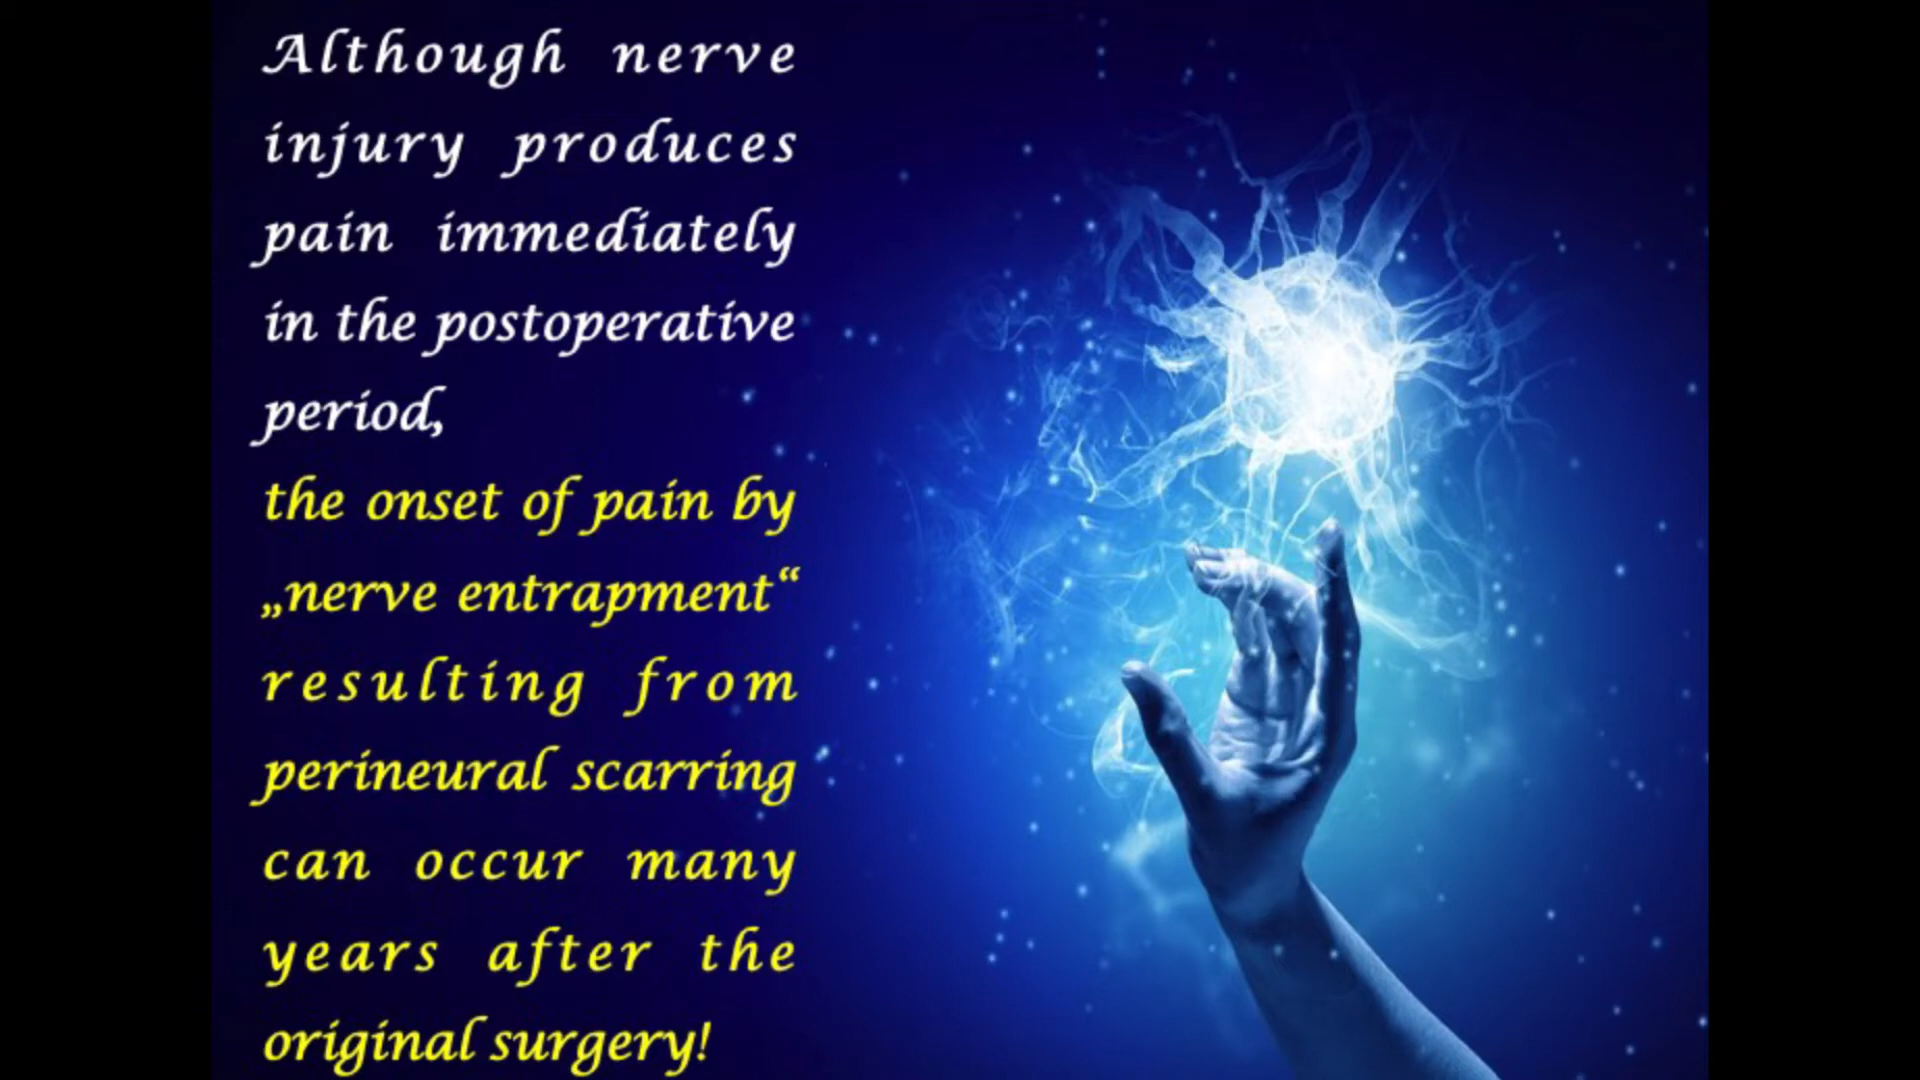 Although nerve
injury produces
pain immediately
in the postoperative
period,
the onset of pain by
„nerve entrapment“
resulting from
perineural scarring
can occur many
years after the
original surgery!